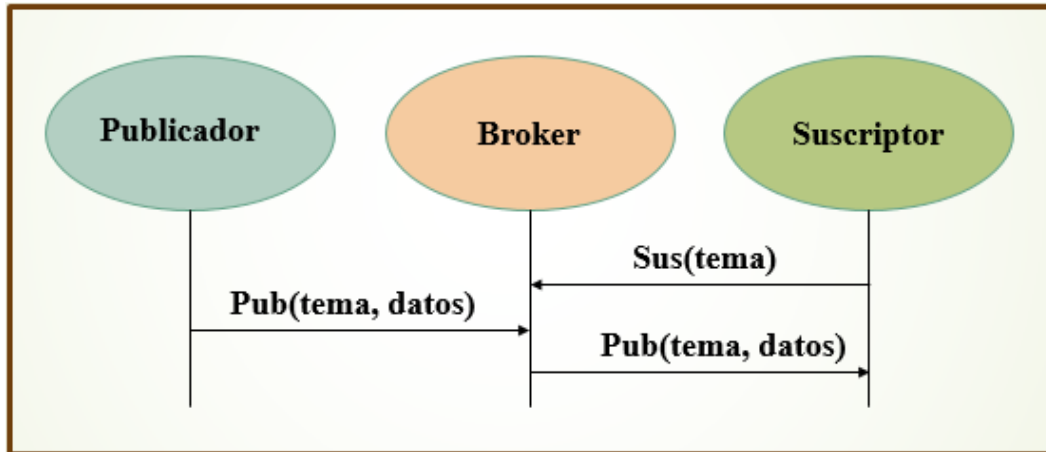 Publicador
Broker
Suscriptor
Sus(tema)
Pub(tema, datos)
Pub(tema, datos)